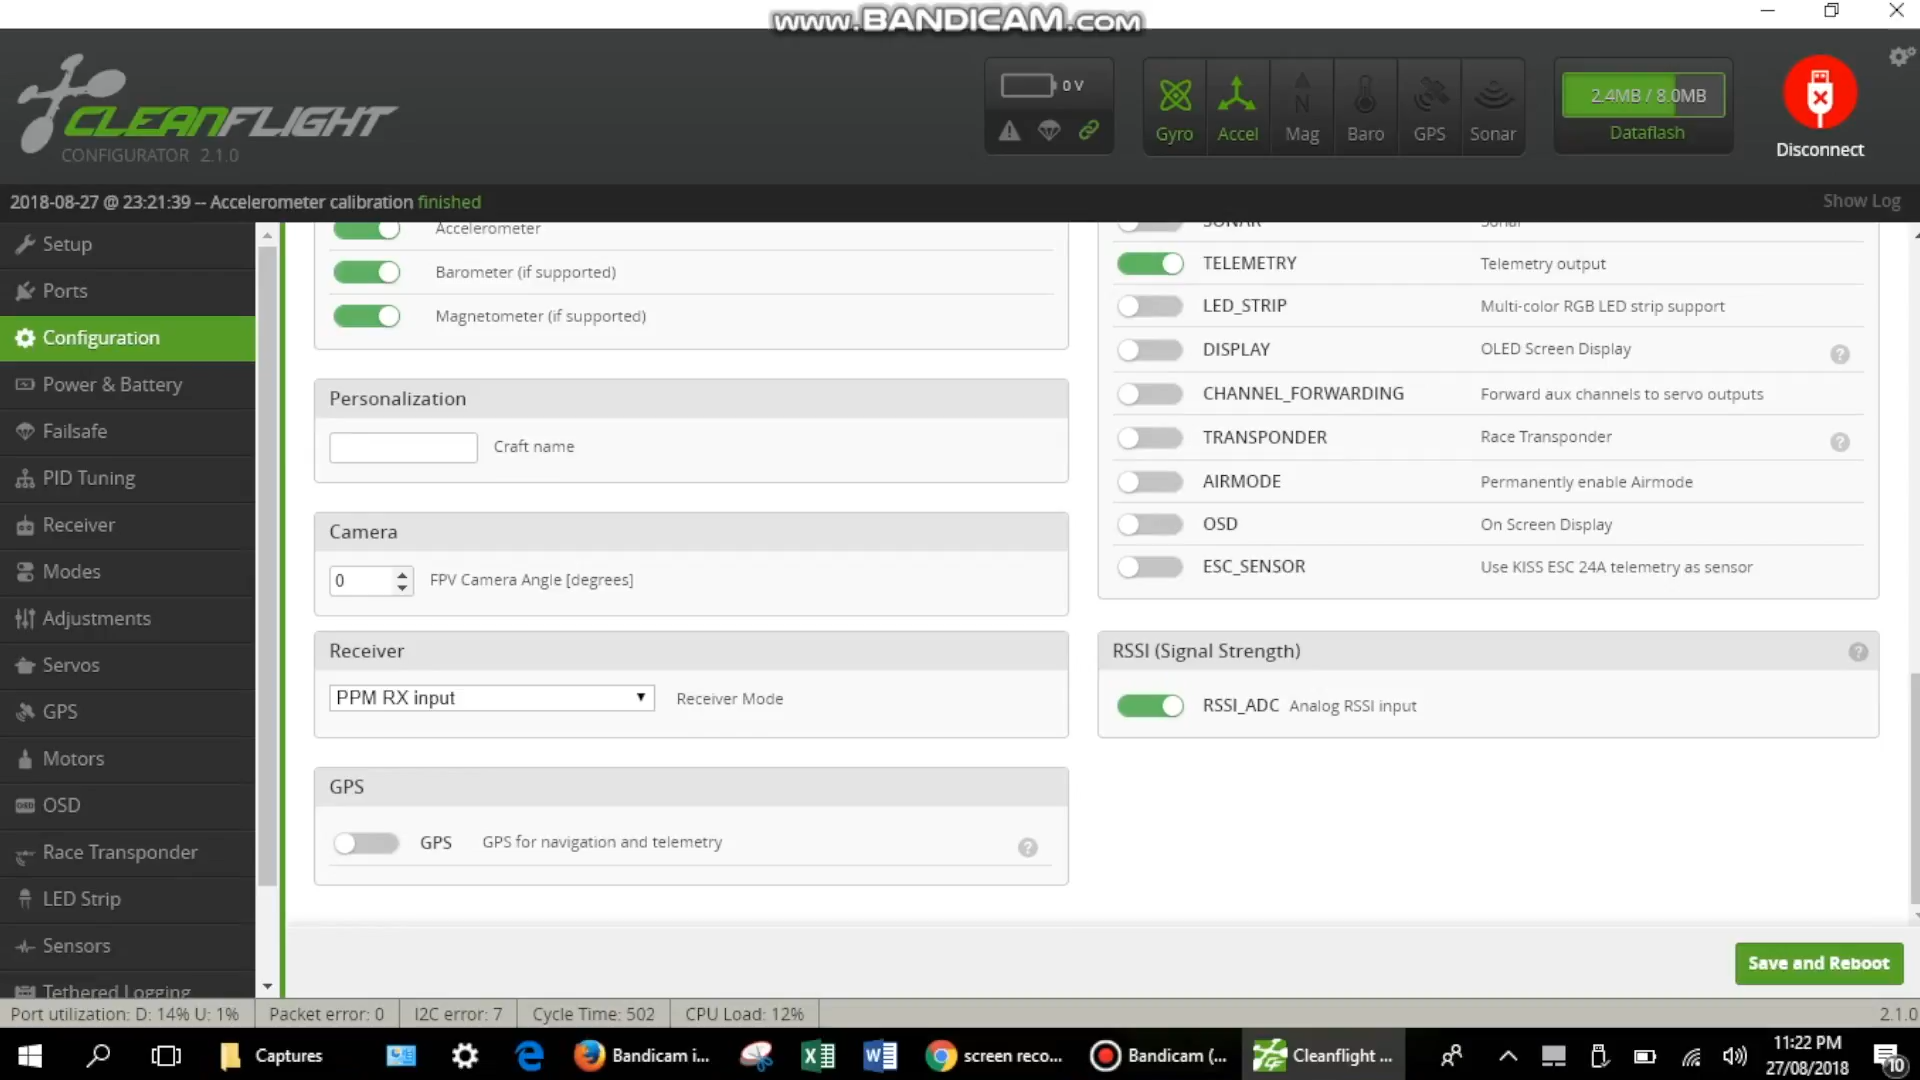 www.BANDICAM.com
CLEANFLIGHT
CONFIGURATOR 2.1.0
0 V
Gyro
Accel
Mag
Baro
GPS
Sonar
2.4MB / 8.0MB
Dataflash
Disconnect
2018-08-27 @ 23:21:39 -- Accelerometer calibration finished
Show Log
Setup
Ports
Configuration
Power & Battery
Failsafe
PID Tuning
Receiver
Modes
Adjustments
Servos
GPS
Motors
OSD
Race Transponder
LED Strip
Sensors
Tethered Logging
Accelerometer
Barometer (if supported)
Magnetometer (if supported)
Personalization
Craft name
Camera
0 FPV Camera Angle [degrees]
Receiver
PPM RX input Receiver Mode
GPS
GPS GPS for navigation and telemetry
SONAR Sonar
TELEMETRY Telemetry output
LED_STRIP Multi-color RGB LED strip support
DISPLAY OLED Screen Display
CHANNEL_FORWARDING Forward aux channels to servo outputs
TRANSPONDER Race Transponder
AIRMODE Permanently enable Airmode
OSD On Screen Display
ESC_SENSOR Use KISS ESC 24A telemetry as sensor
RSSI (Signal Strength)
RSSI_ADC Analog RSSI input
Save and Reboot
Port utilization: D: 14% U: 1% Packet error: 0 I2C error: 7 Cycle Time: 502 CPU Load: 12% 2.1.0
Captures
Bandicam i...
screen reco...
Bandicam (...
Cleanflight ...
11:22 PM
27/08/2018
10